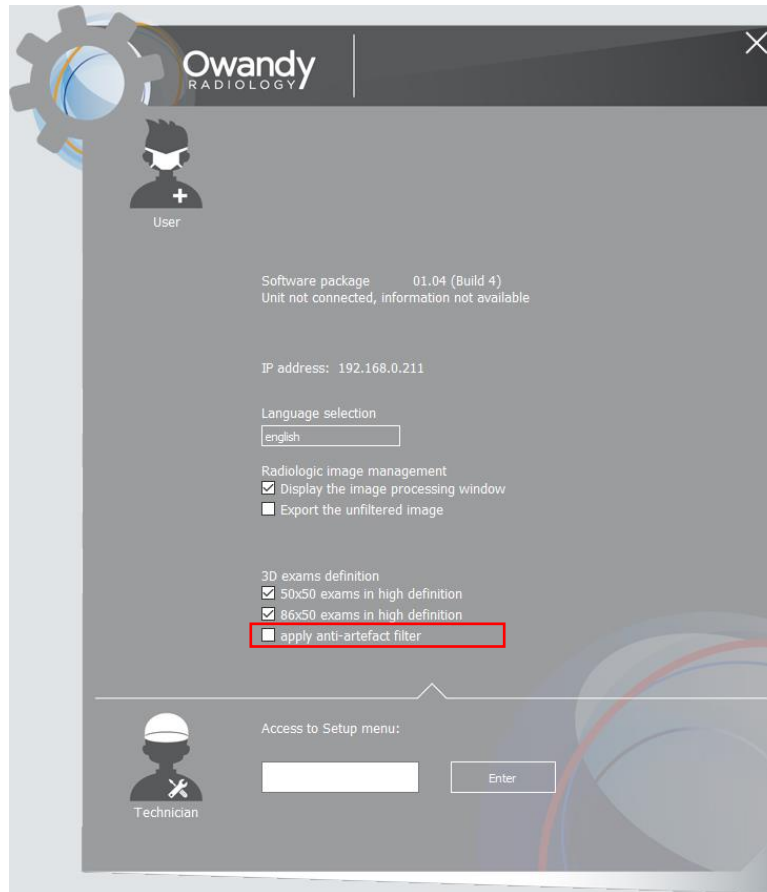 Owandy
RADIOLOGY
User
Software package 01.04 (Build 4)
Unit not connected, information not available
IP address: 192.168.0.211
Language selection
english
Radiologic image management
Display the image processing window
Export the unfiltered image
3D exams definition
50x50 exams in high definition
86x50 exams in high definition
apply anti-artefact filter
Access to Setup menu:
Enter
Technician